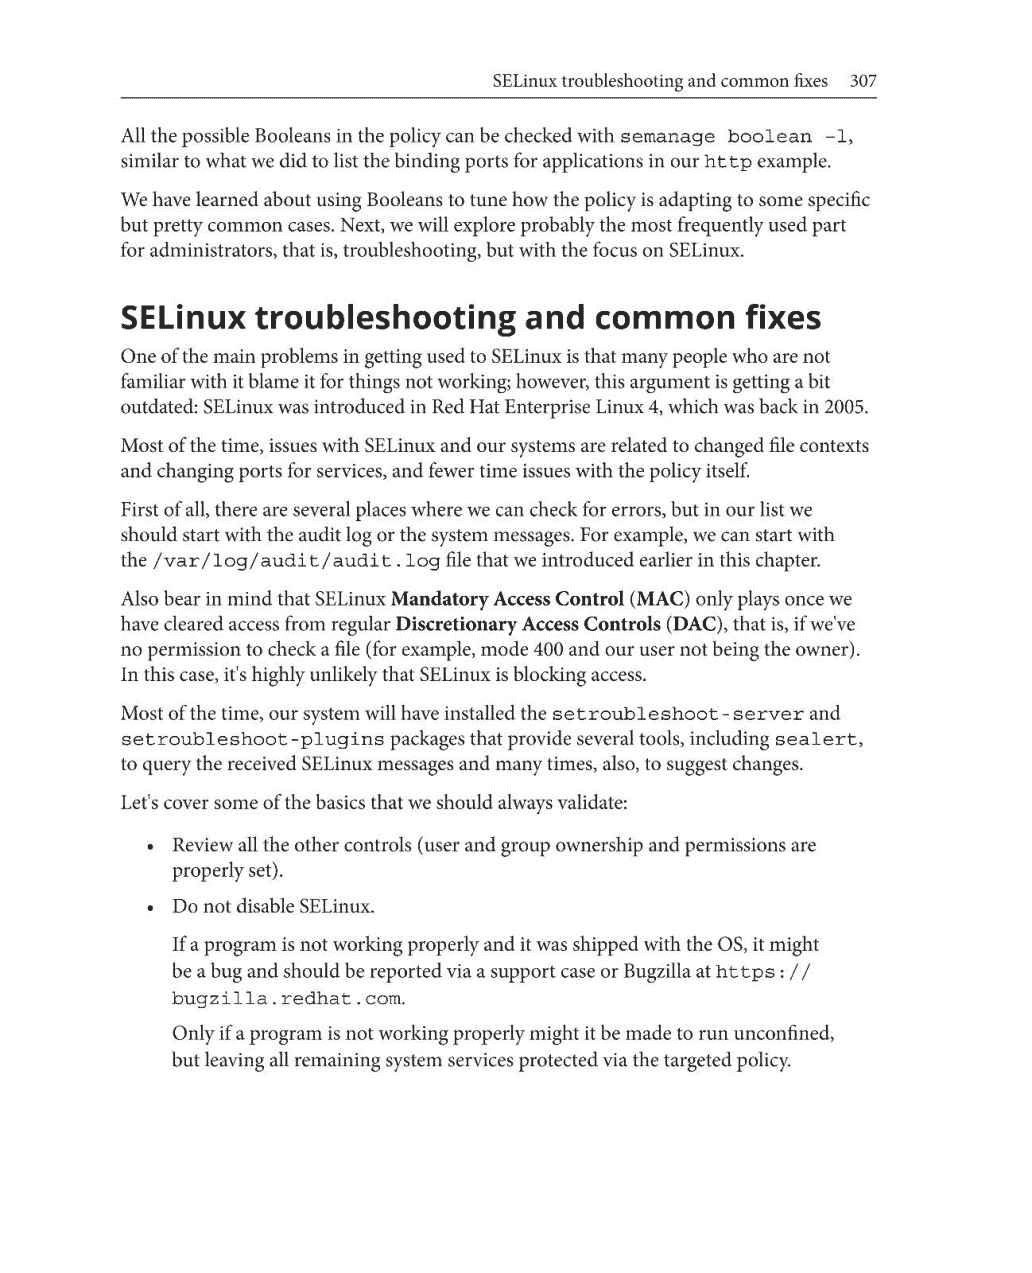 SELinux troubleshooting and common fixes 307
All the possible Booleans in the policy can be checked with semanage boolean -l,
similar to what we did to list the binding ports for applications in our http example.
We have learned about using Booleans to tune how the policy is adapting to some specific
but pretty common cases. Next, we will explore probably the most frequently used part
for administrators, that is, troubleshooting, but with the focus on SELinux.
SELinux troubleshooting and common fixes
One of the main problems in getting used to SELinux is that many people who are not
familiar with it blame it for things not working; however, this argument is getting a bit
outdated: SELinux was introduced in Red Hat Enterprise Linux 4, which was back in 2005.
Most of the time, issues with SELinux and our systems are related to changed file contexts
and changing ports for services, and fewer time issues with the policy itself.
First of all, there are several places where we can check for errors, but in our list we
should start with the audit log or the system messages. For example, we can start with
the /var/log/audit/audit.log file that we introduced earlier in this chapter.
Also bear in mind that SELinux Mandatory Access Control (MAC) only plays once we
have cleared access from regular Discretionary Access Controls (DAC), that is, if we've
no permission to check a file (for example, mode 400 and our user not being the owner).
In this case, it's highly unlikely that SELinux is blocking access.
Most of the time, our system will have installed the setroubleshoot-server and
setroubleshoot-plugins packages that provide several tools, including sealert,
to query the received SELinux messages and many times, also, to suggest changes.
Let's cover some of the basics that we should always validate:
• Review all the other controls (user and group ownership and permissions are
properly set).
• Do not disable SELinux.
If a program is not working properly and it was shipped with the OS, it might
be a bug and should be reported via a support case or Bugzilla at https://
bugzilla.redhat.com.
Only if a program is not working properly might it be made to run unconfined,
but leaving all remaining system services protected via the targeted policy.